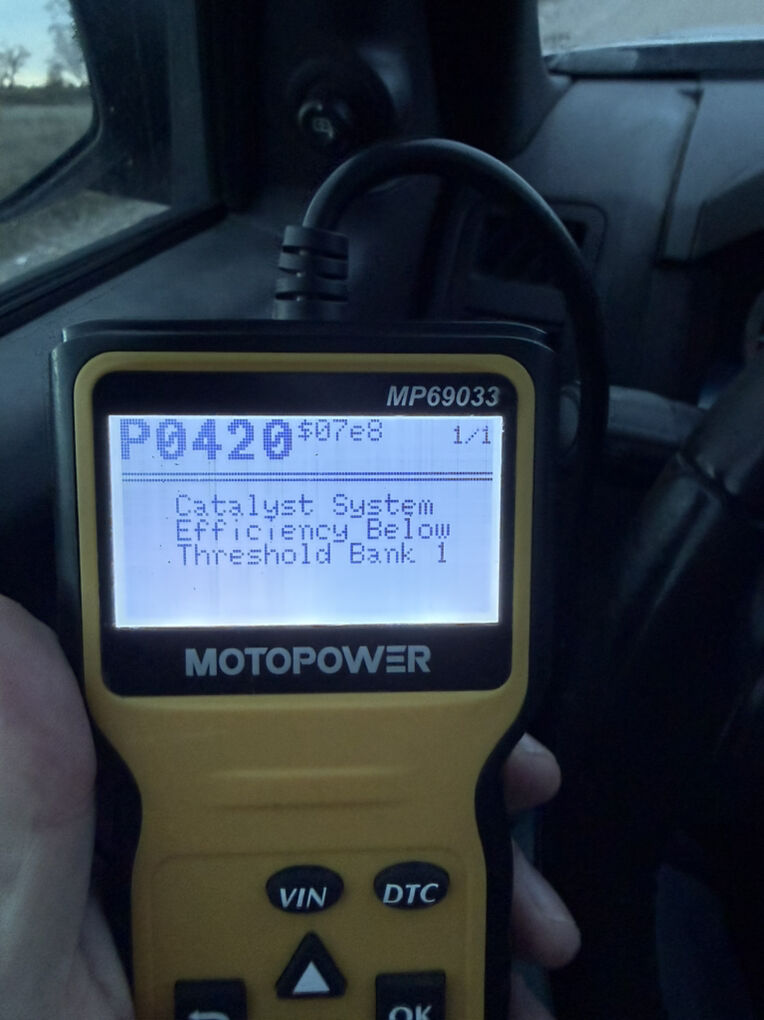 MP69033
P0420 $07e8 1/1
Catalyst System
Efficiency Below
Threshold Bank 1
MOTOPOWER
VIN DTC
OK